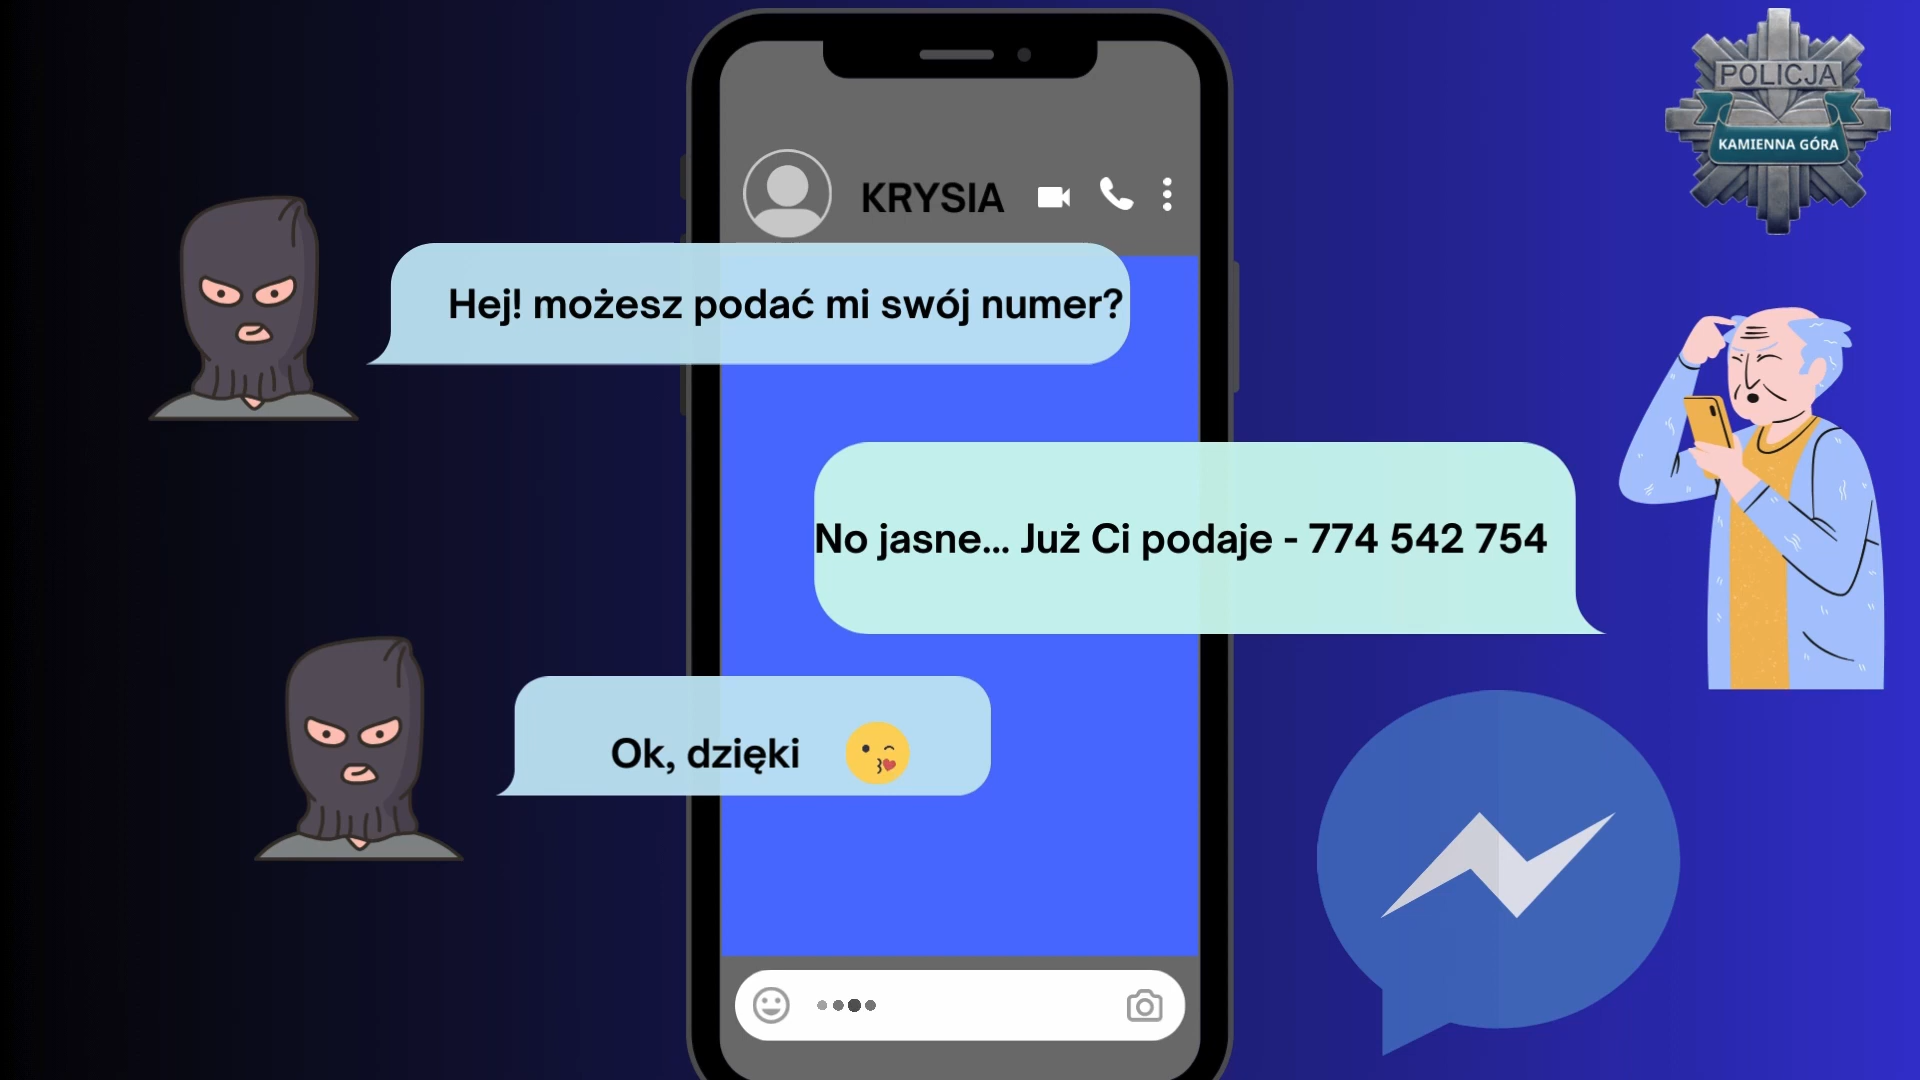 POLICJA
KAMIENNA GÓRA
KRYSIA
Hej! możesz podać mi swój numer?
No jasne... Już Ci podaje - 774 542 754
Ok, dzięki 😘